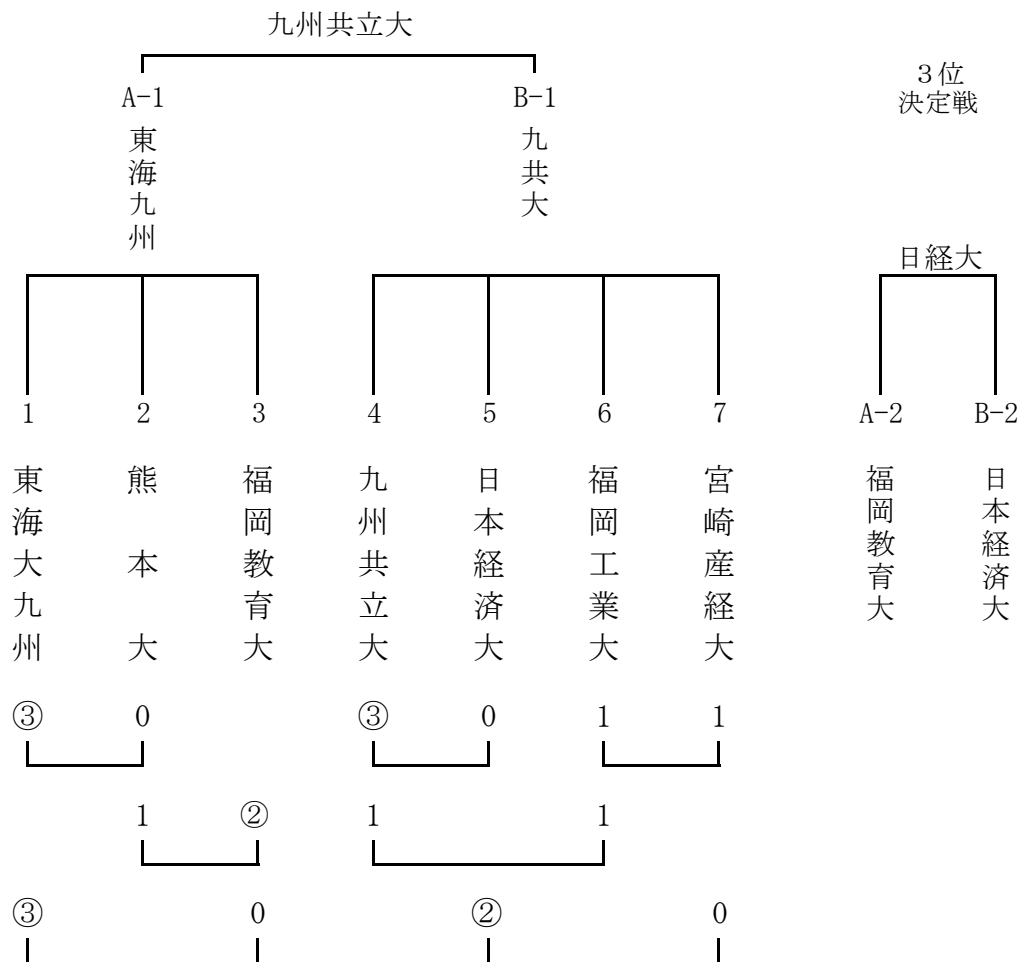 九州共立大
A-1 B-1
３位
決定戦
東海九州
九共大
日経大
1 2 3 4 5 6 7 A-2 B-2
東海大九州
熊本大
福岡教育大
九州共立大
日本経済大
福岡工業大
宮崎産経大
福岡教育大
日本経済大
③ 0 ③ 0 1 1
1 ② 1 1
③ 0 ② 0